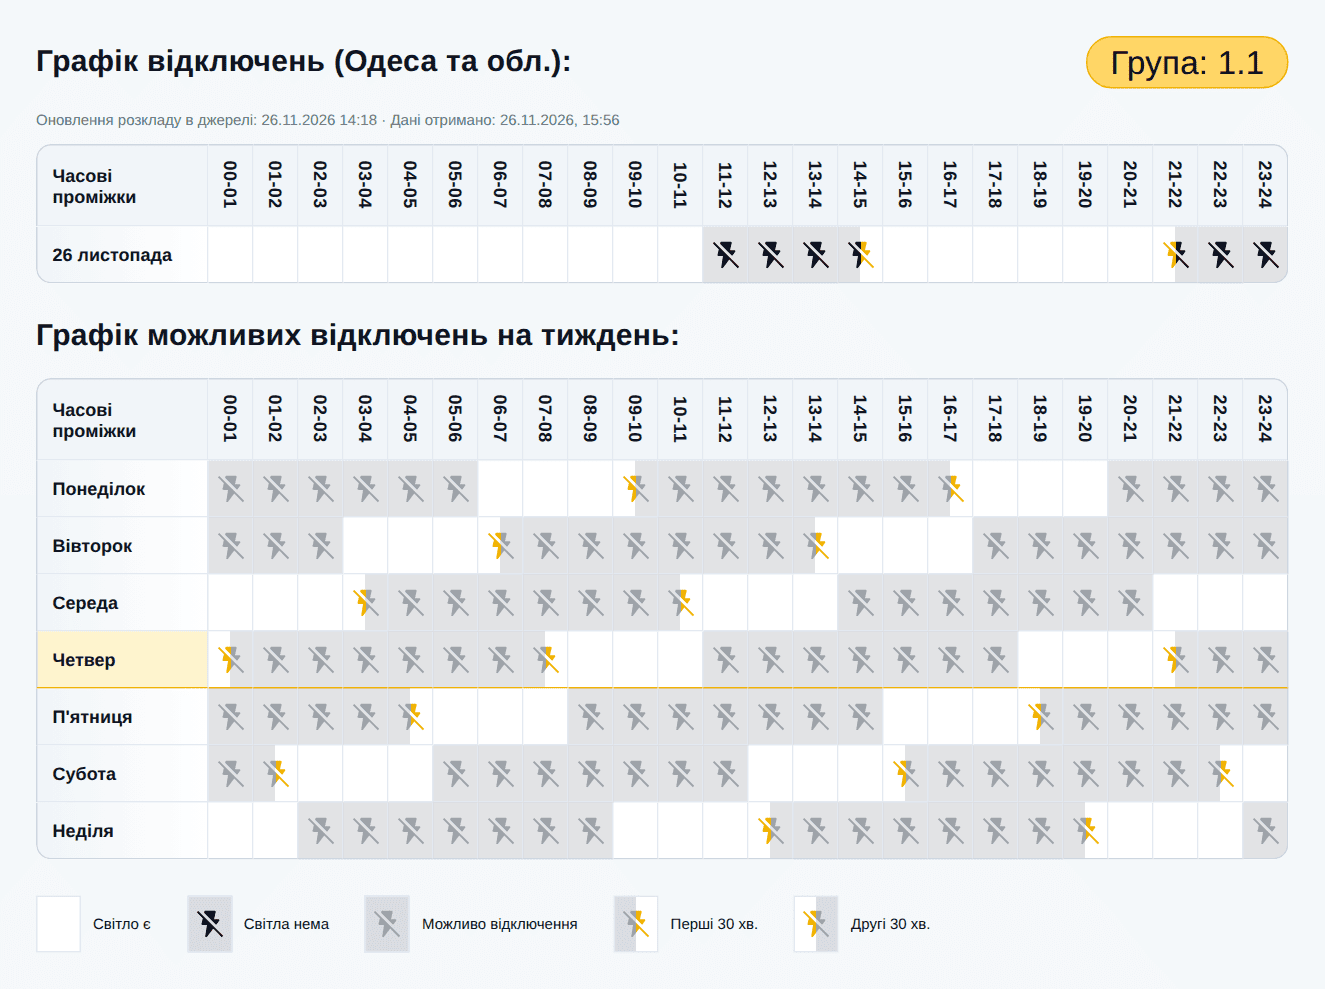 Графік відключень (Одеса та обл.):
Група: 1.1
Оновлення розкладу в джерелі: 26.11.2026 14:18 · Дані отримано: 26.11.2026, 15:56
Часові проміжки 00-01 01-02 02-03 03-04 04-05 05-06 06-07 07-08 08-09 09-10 10-11 11-12 12-13 13-14 14-15 15-16 16-17 17-18 18-19 19-20 20-21 21-22 22-23 23-24
26 листопада
Графік можливих відключень на тиждень:
Часові проміжки 00-01 01-02 02-03 03-04 04-05 05-06 06-07 07-08 08-09 09-10 10-11 11-12 12-13 13-14 14-15 15-16 16-17 17-18 18-19 19-20 20-21 21-22 22-23 23-24
Понеділок
Вівторок
Середа
Четвер
П'ятниця
Субота
Неділя
Світло є Світла нема Можливо відключення Перші 30 хв. Другі 30 хв.